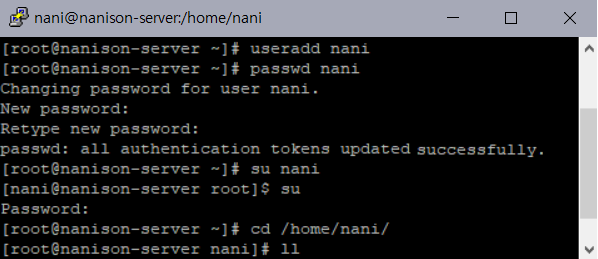 nani@nanison-server:/home/nani
[root@nanison-server ~]# useradd nani
[root@nanison-server ~]# passwd nani
Changing password for user nani.
New password:
Retype new password:
passwd: all authentication tokens updated successfully.
[root@nanison-server ~]# su nani
[nani@nanison-server root]$ su
Password:
[root@nanison-server ~]# cd /home/nani/
[root@nanison-server nani]# ll